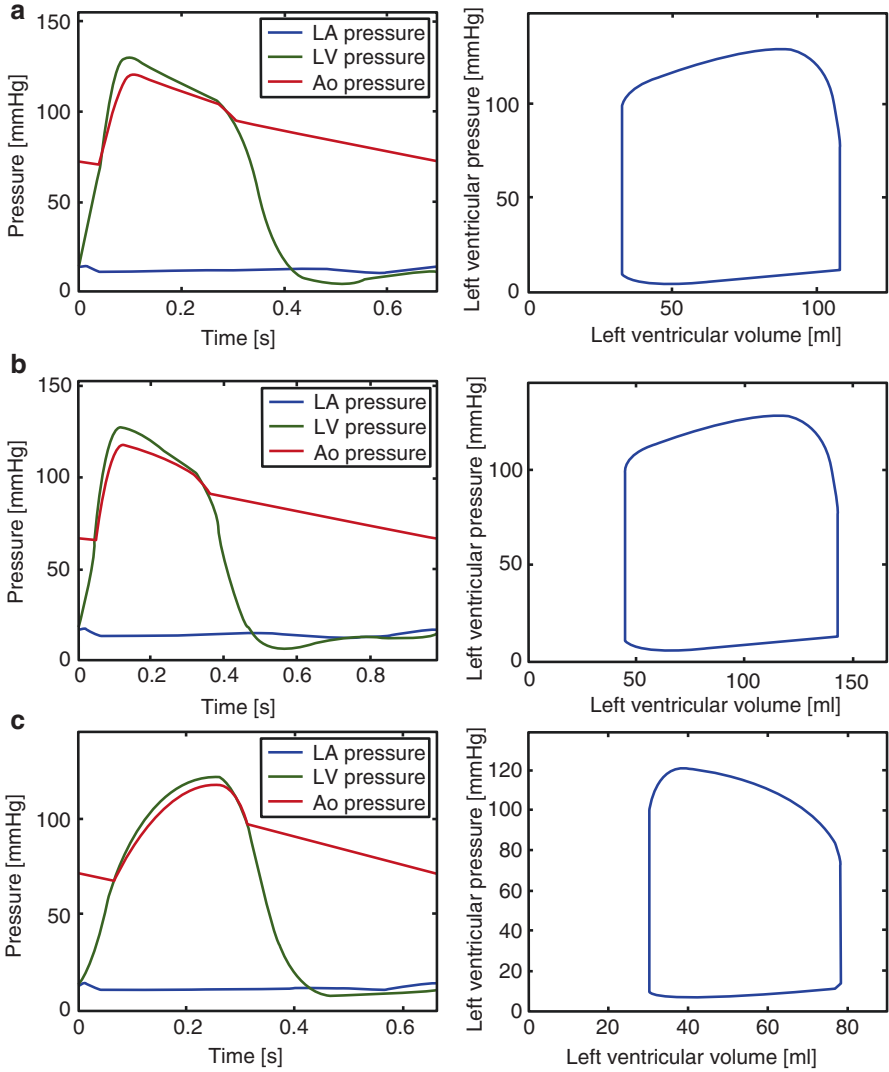 a
LA pressure
LV pressure
Ao pressure
150
100
50
0
Pressure [mmHg]
0
0.2
0.4
0.6
Time [s]
100
50
0
Left ventricular pressure [mmHg]
0
50
100
Left ventricular volume [ml]
b
LA pressure
LV pressure
Ao pressure
150
100
50
0
Pressure [mmHg]
0
0.2
0.4
0.6
0.8
Time [s]
100
50
0
Left ventricular pressure [mmHg]
0
50
100
150
Left ventricular volume [ml]
c
LA pressure
LV pressure
Ao pressure
100
50
0
Pressure [mmHg]
0
0.2
0.4
0.6
Time [s]
120
100
80
60
40
20
0
Left ventricular pressure [mmHg]
0
20
40
60
80
Left ventricular volume [ml]